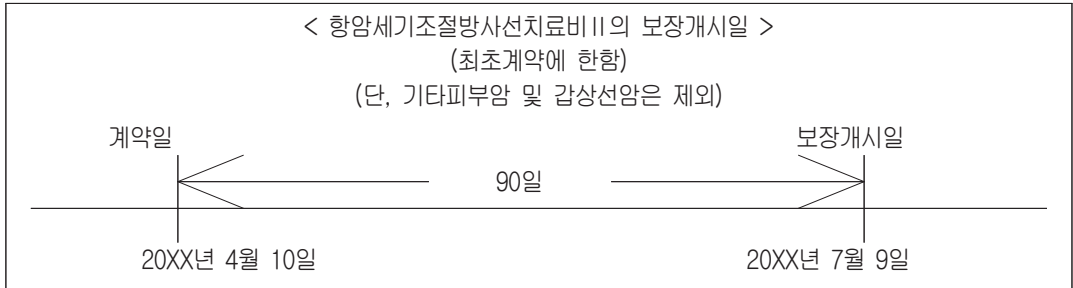 < 항암세기조절방사선치료비Ⅱ의 보장개시일 >
(최초계약에 한함)
(단, 기타피부암 및 갑상선암은 제외)
계약일 보장개시일
90일
20XX년 4월 10일 20XX년 7월 9일